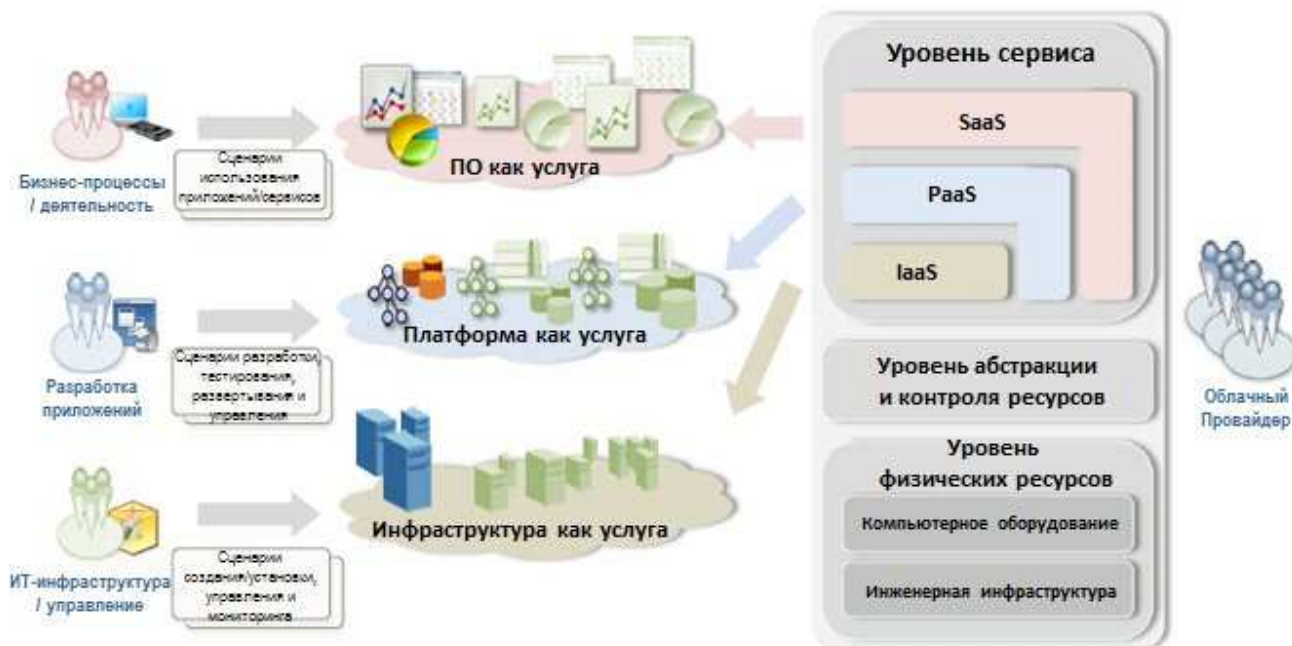 Бизнес-процессы
/ деятельность
Сценарии
использования
приложений/сервисов
ПО как услуга
Разработка
приложений
Сценарии разработки,
тестирования,
развертывания и
управления
Платформа как услуга
ИТ-инфраструктура
/ управление
Сценарии
создания/установки,
управления и
мониторинга
Инфраструктура как услуга
Уровень сервиса
SaaS
PaaS
IaaS
Уровень абстракции
и контроля ресурсов
Уровень
физических ресурсов
Компьютерное оборудование
Инженерная инфраструктура
Облачный
Провайдер